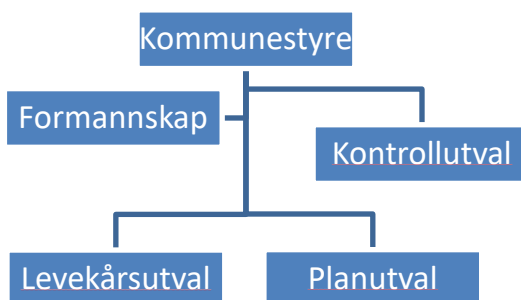 Kommunestyre
Formannskap
Kontrollutval
Levekårsutval
Planutval